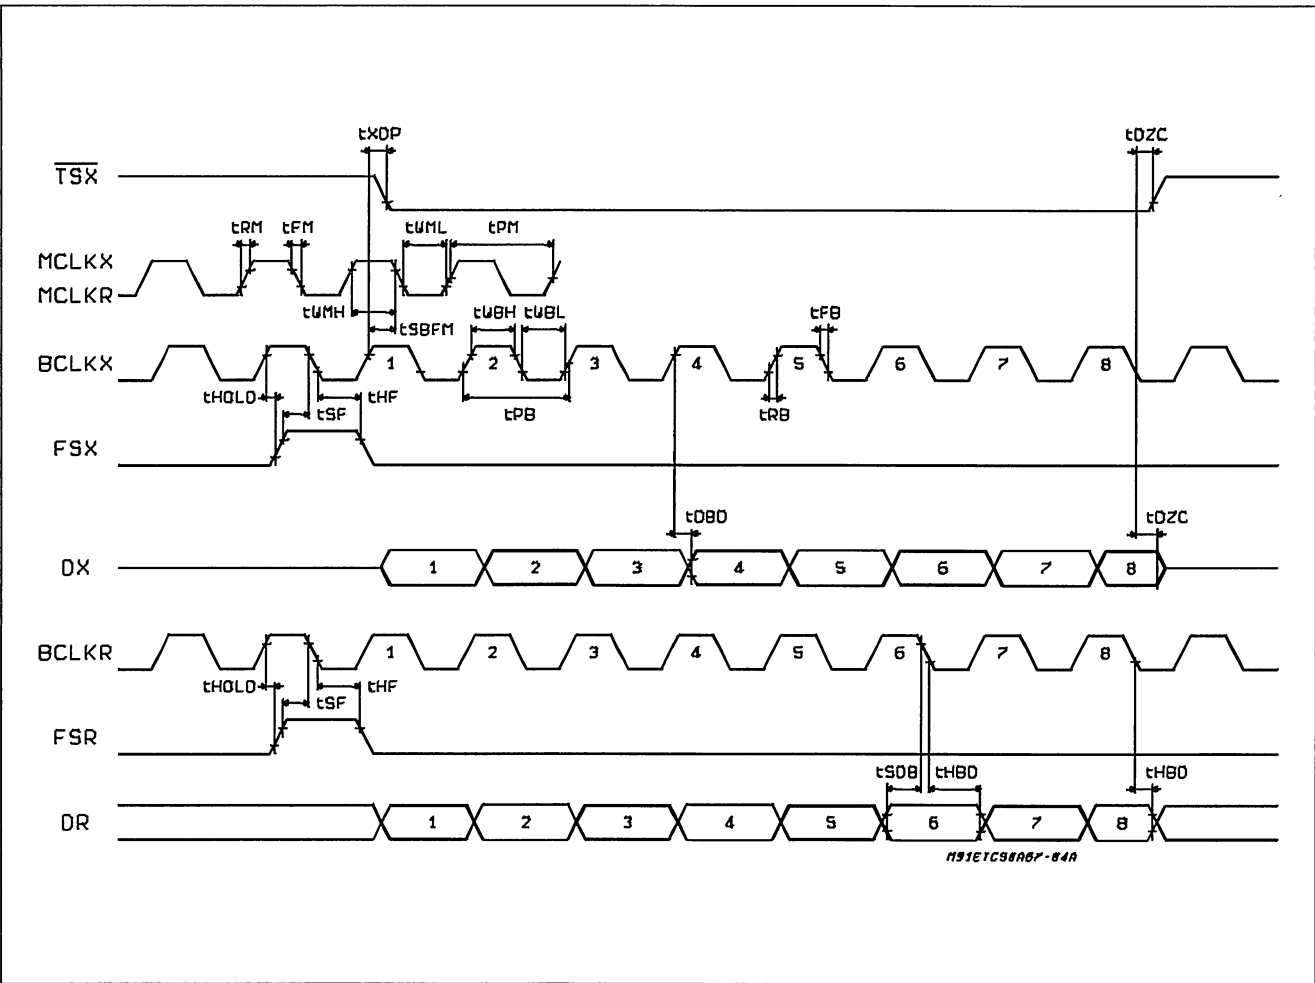 tXDP tDZC
TSX
tRM tFM tWML tPM
MCLKX
MCLKR
tWMH tSBFM tWBH tWBL tFB
BCLKX 1 2 3 4 5 6 7 8
tHOLD tSF tHF tPB tRB
FSX
tDBD tDZC
DX 1 2 3 4 5 6 7 8
BCLKR 1 2 3 4 5 6 7 8
tHOLD tSF tHF
FSR
tSDB tHBD tHBD
DR 1 2 3 4 5 6 7 8
M91ETC50A67-04A